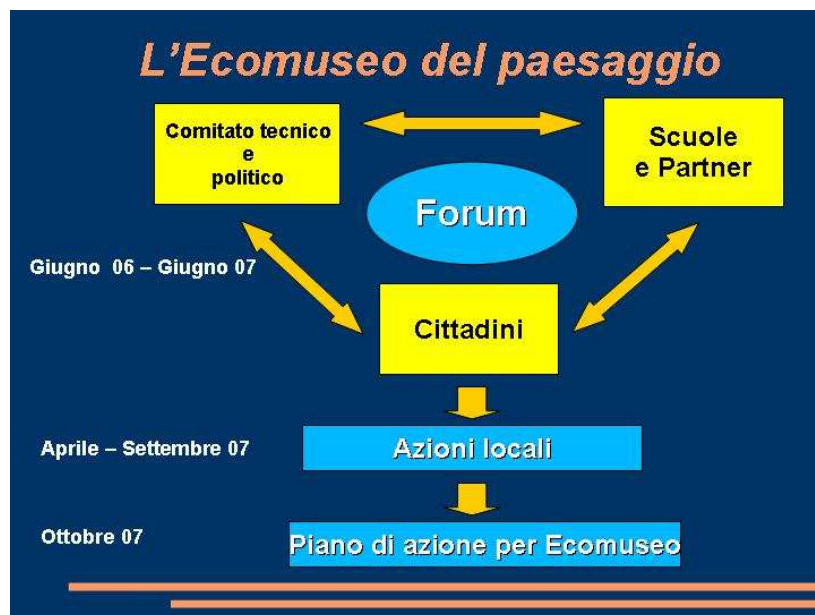 L'Ecomuseo del paesaggio
Comitato tecnico
e
politico
Scuole
e Partner
Forum
Giugno 06 – Giugno 07
Cittadini
Aprile – Settembre 07
Azioni locali
Ottobre 07
Piano di azione per Ecomuseo